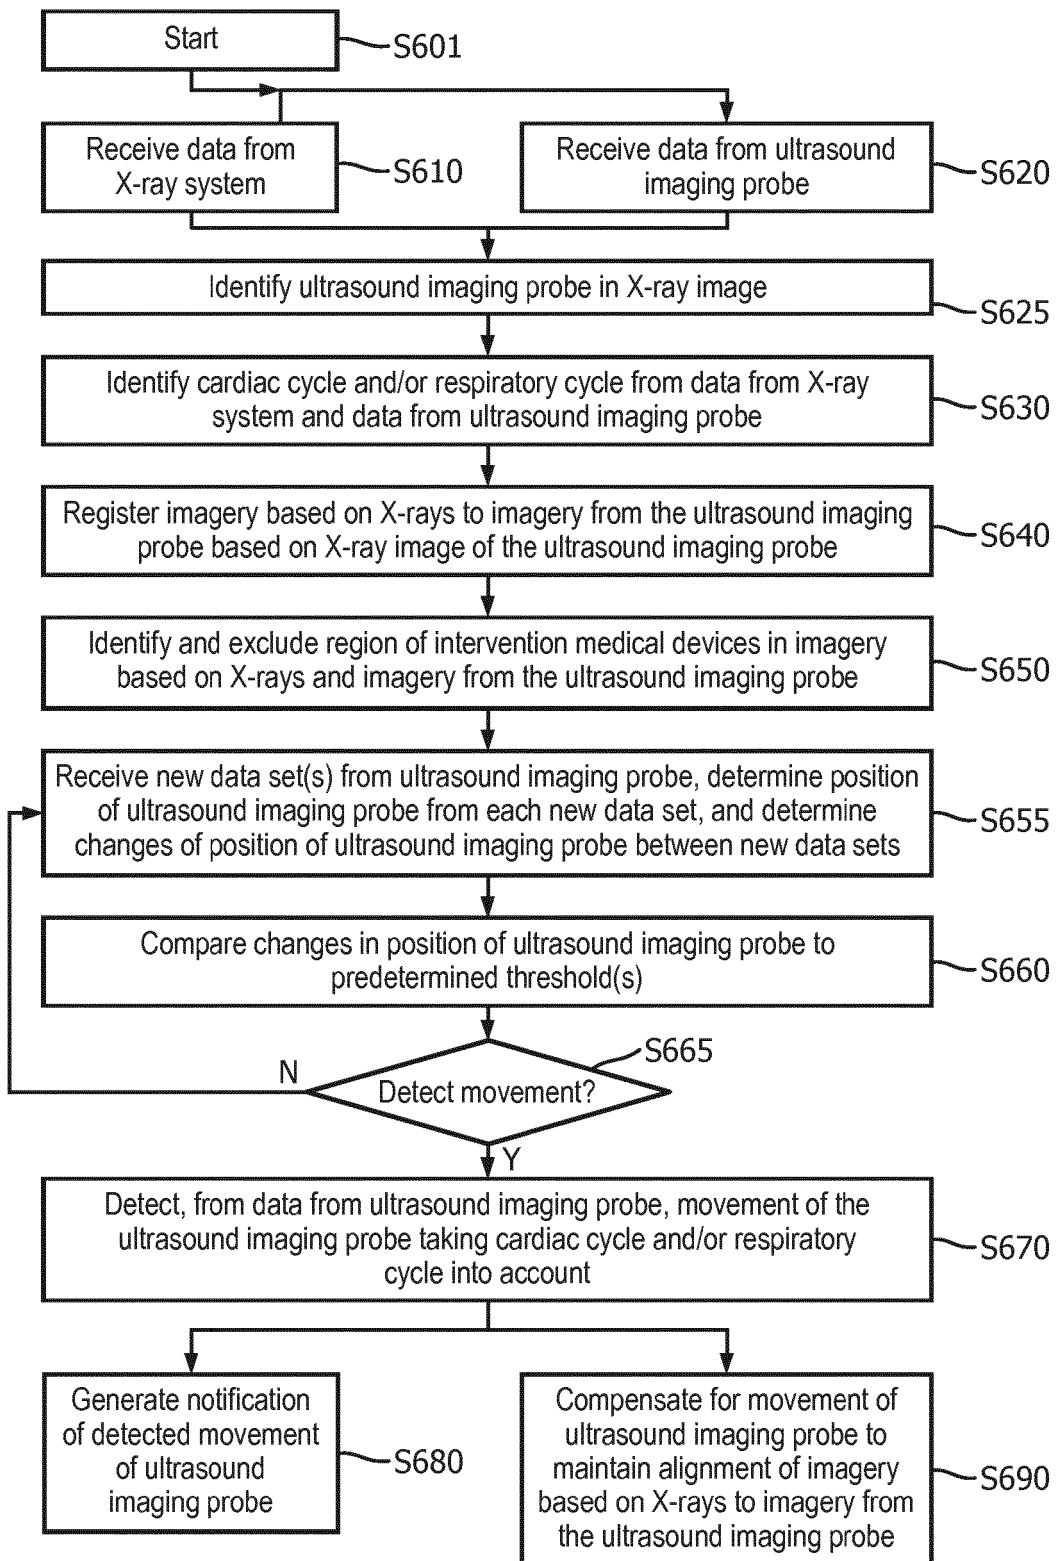 Start
S601
Receive data from
X-ray system
S610
Receive data from ultrasound
imaging probe
S620
Identify ultrasound imaging probe in X-ray image
S625
Identify cardiac cycle and/or respiratory cycle from data from X-ray
system and data from ultrasound imaging probe
S630
Register imagery based on X-rays to imagery from the ultrasound imaging
probe based on X-ray image of the ultrasound imaging probe
S640
Identify and exclude region of intervention medical devices in imagery
based on X-rays and imagery from the ultrasound imaging probe
S650
Receive new data set(s) from ultrasound imaging probe, determine position
of ultrasound imaging probe from each new data set, and determine
changes of position of ultrasound imaging probe between new data sets
S655
Compare changes in position of ultrasound imaging probe to
predetermined threshold(s)
S660
S665
N
Detect movement?
Y
Detect, from data from ultrasound imaging probe, movement of the
ultrasound imaging probe taking cardiac cycle and/or respiratory
cycle into account
S670
Generate notification
of detected movement
of ultrasound
imaging probe
S680
Compensate for movement of
ultrasound imaging probe to
maintain alignment of imagery
based on X-rays to imagery from
the ultrasound imaging probe
S690